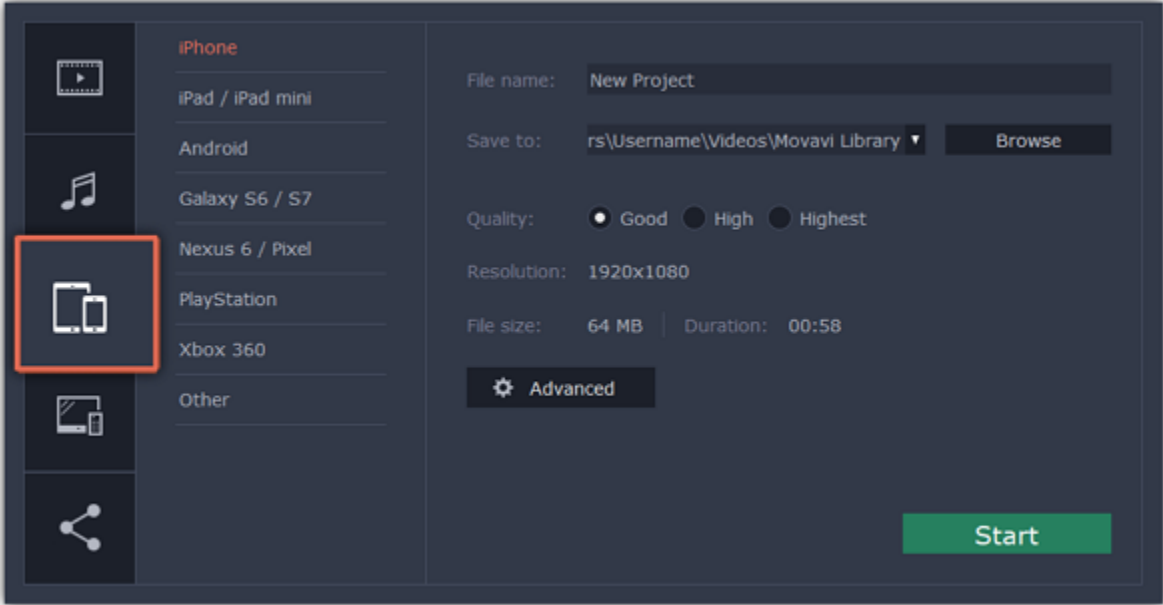 iPhone
iPad / iPad mini
Android
Galaxy S6 / S7
Nexus 6 / Pixel
PlayStation
Xbox 360
Other
File name: New Project
Save to: rs\Username\Videos\Movavi Library Browse
Quality: Good High Highest
Resolution: 1920x1080
File size: 64 MB Duration: 00:58
Advanced
Start